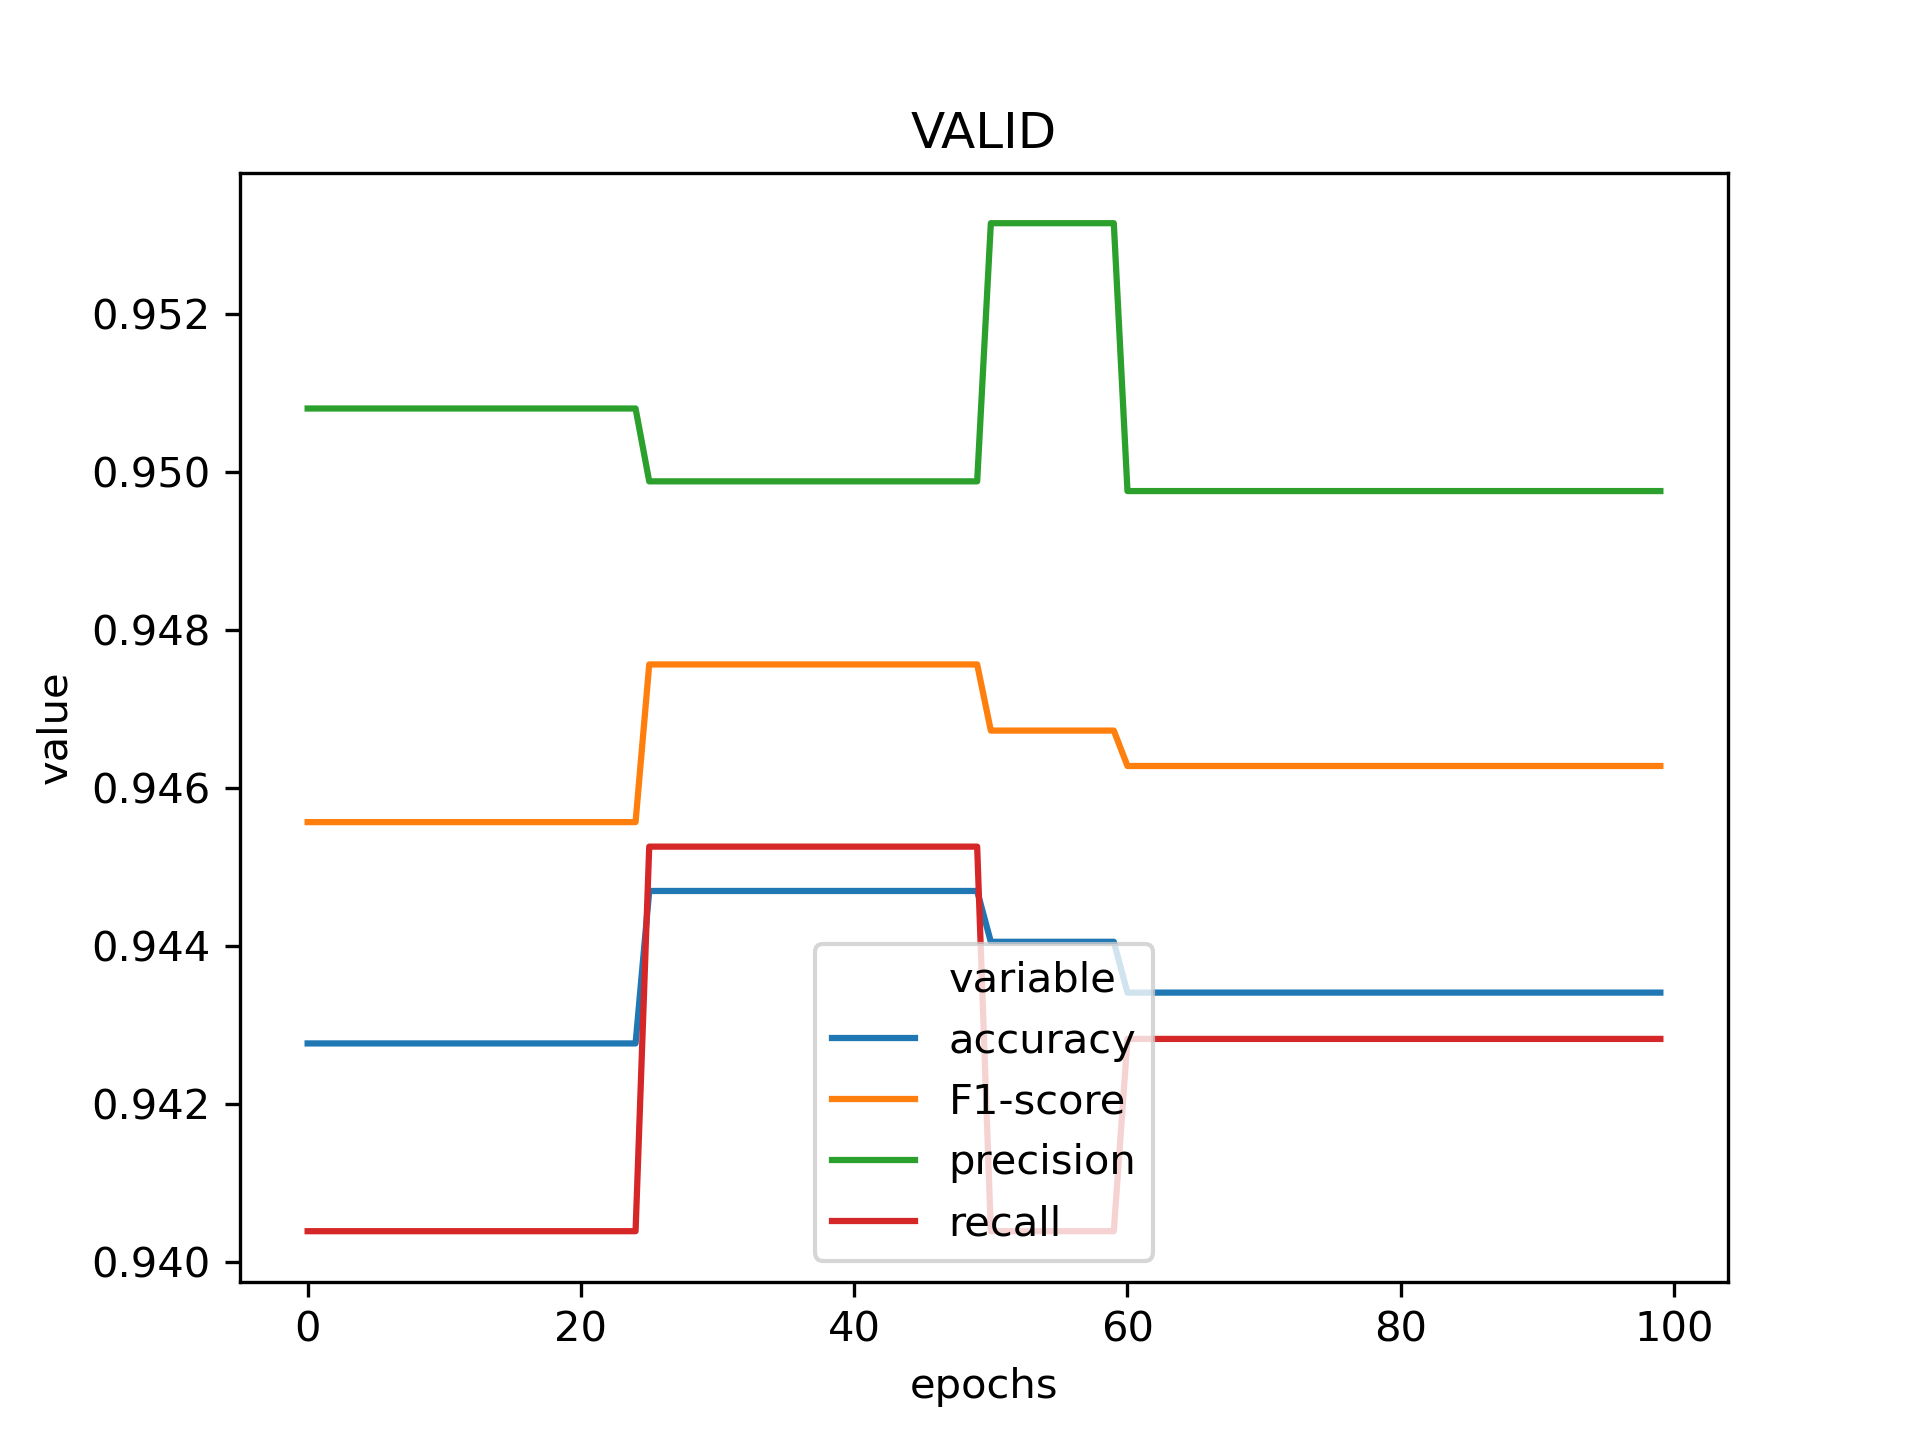 VALID
value
0.952
0.950
0.948
0.946
0.944
0.942
0.940
variable
accuracy
F1-score
precision
recall
0 20 40 60 80 100
epochs